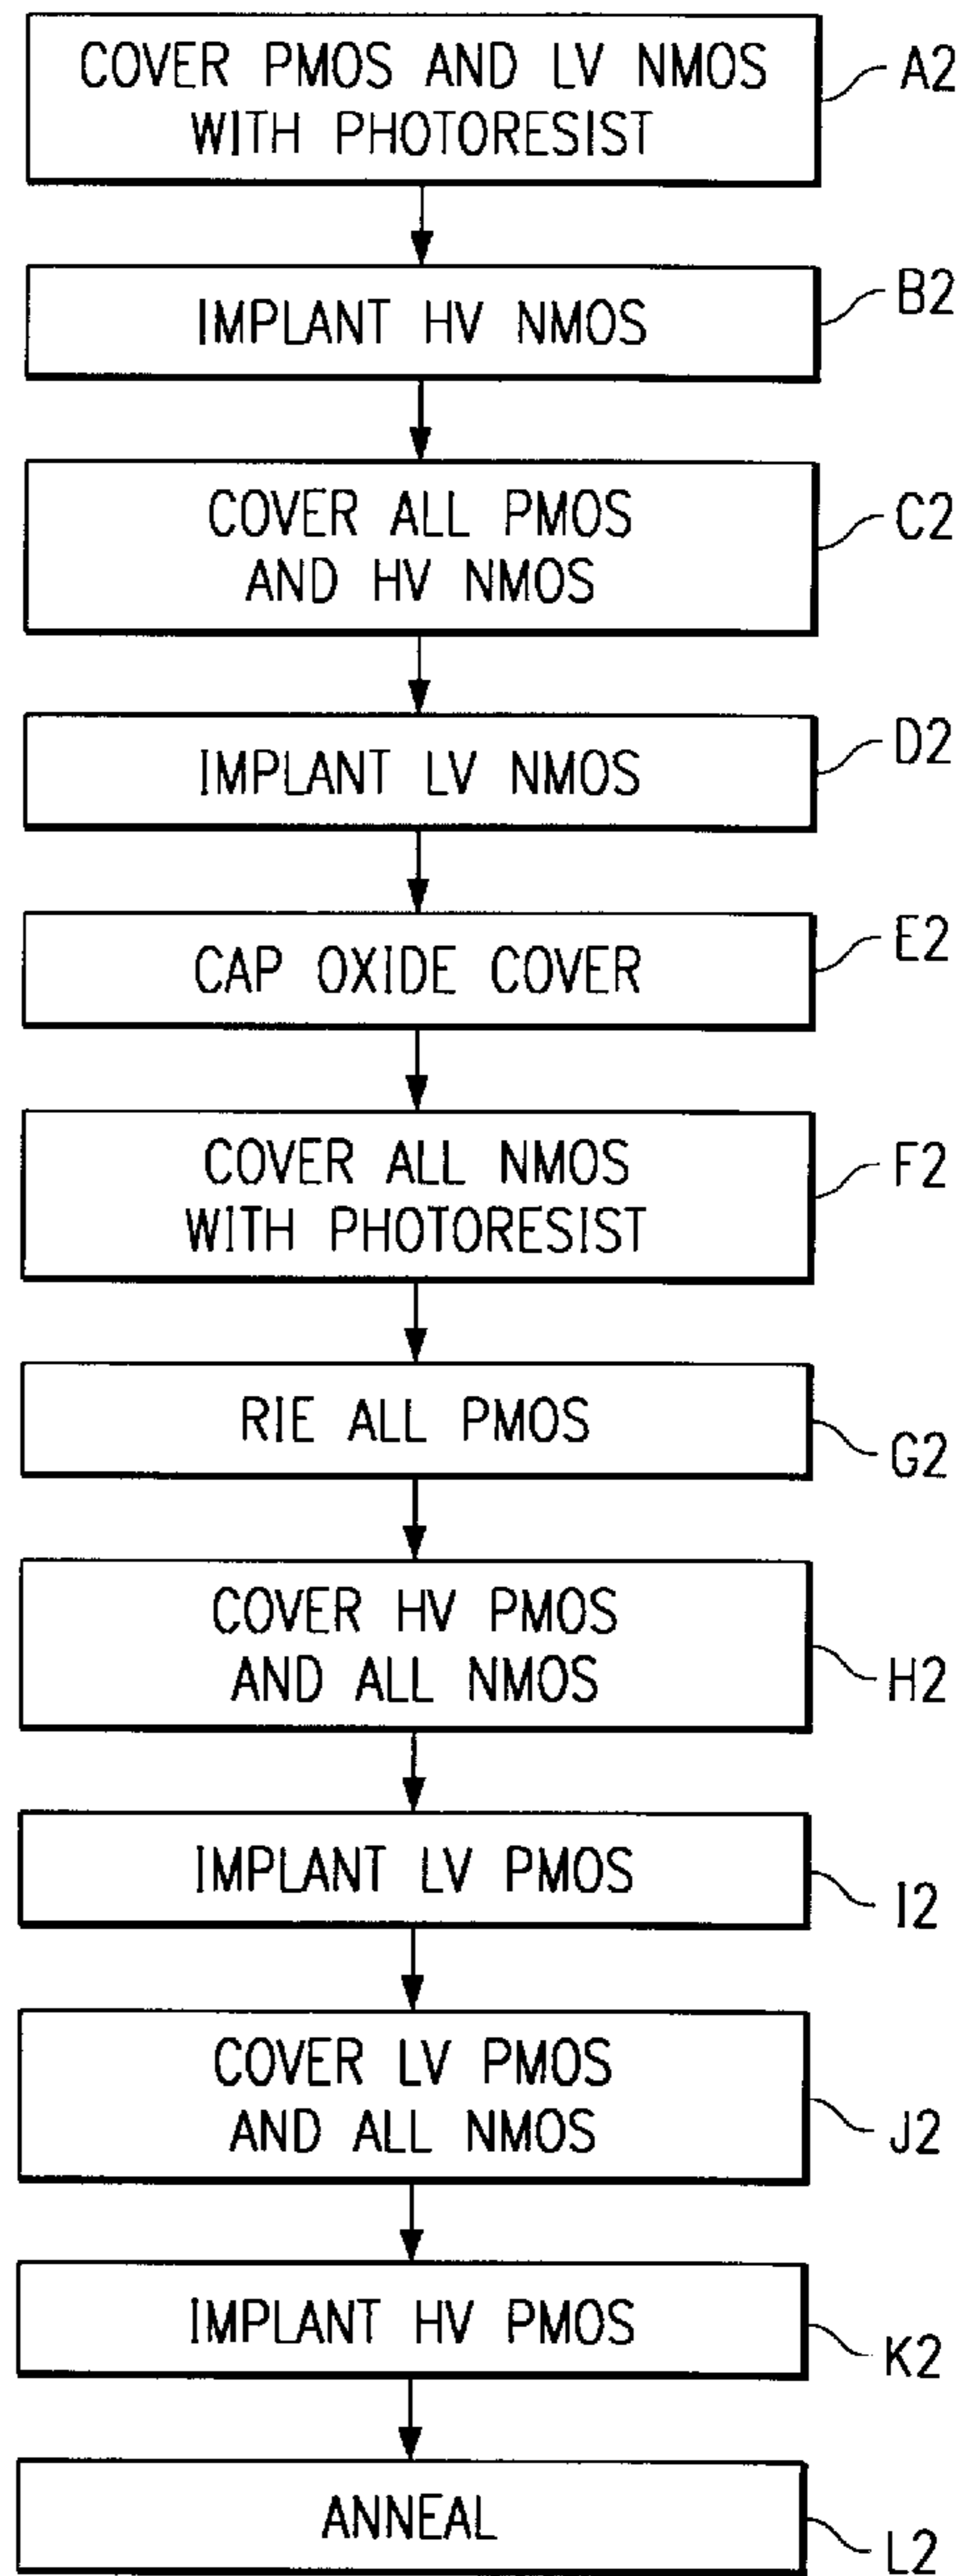 COVER PMOS AND LV NMOS
WITH PHOTORESIST
A2
IMPLANT HV NMOS
B2
COVER ALL PMOS
AND HV NMOS
C2
IMPLANT LV NMOS
D2
CAP OXIDE COVER
E2
COVER ALL NMOS
WITH PHOTORESIST
F2
RIE ALL PMOS
G2
COVER HV PMOS
AND ALL NMOS
H2
IMPLANT LV PMOS
I2
COVER LV PMOS
AND ALL NMOS
J2
IMPLANT HV PMOS
K2
ANNEAL
L2